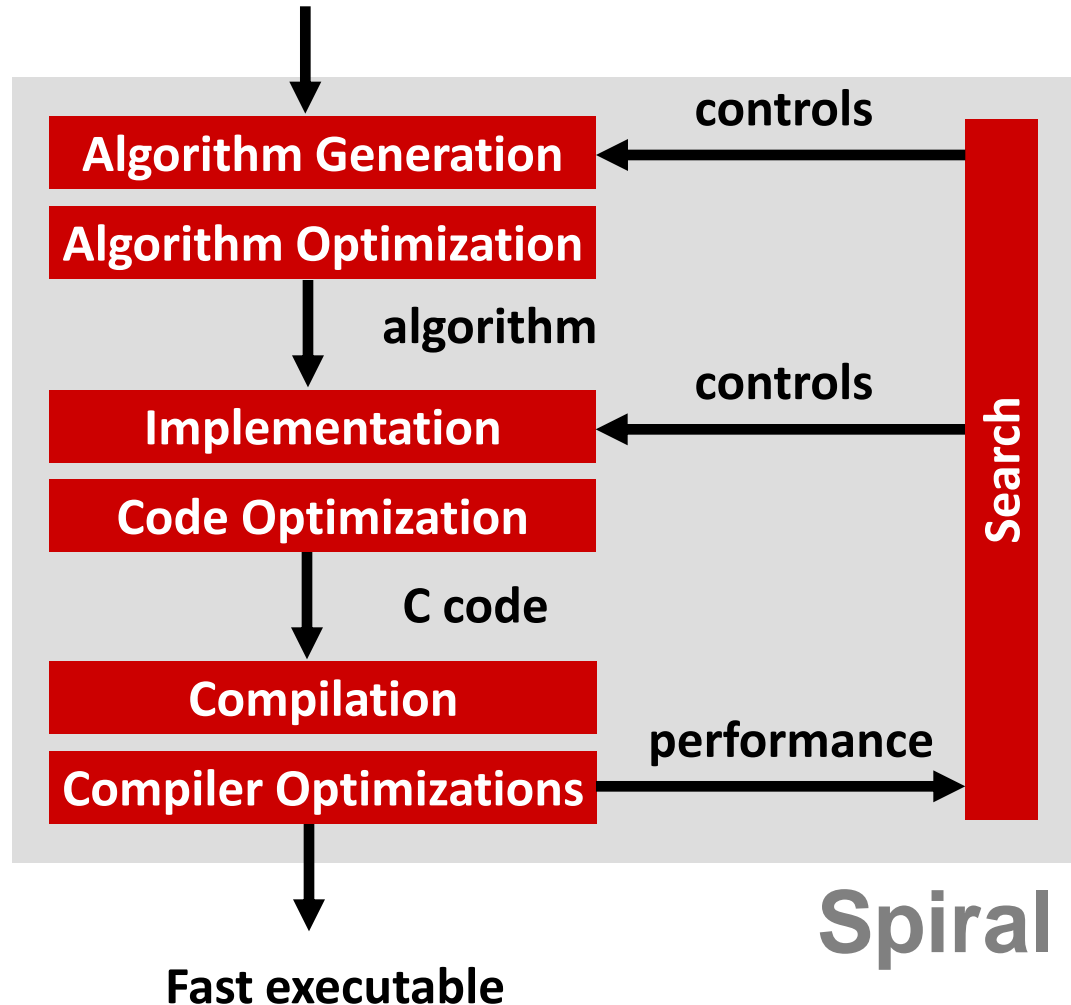 controls
Algorithm Generation
Algorithm Optimization
algorithm
controls
Implementation
Search
Code Optimization
C code
Compilation
performance
Compiler Optimizations
Spiral
Fast executable